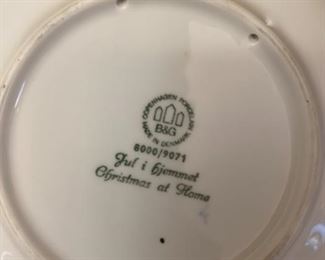 COPENHAGEN PORCELAIN
B&G
MADE IN DENMARK
8000/9071
Jul i hjemmet
Christmas at Home